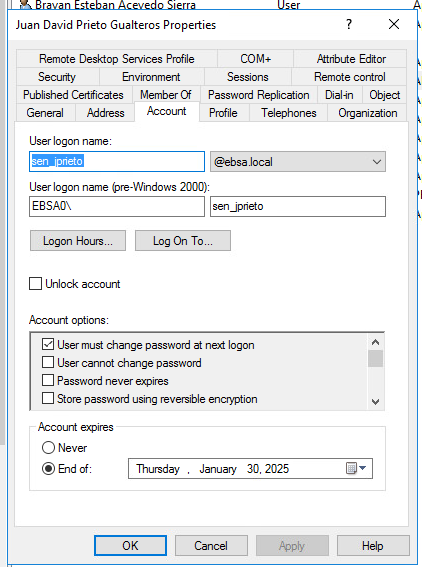 Brayan Esteban Acevedo Sierra User
Juan David Prieto Gualteros Properties ? ×
Remote Desktop Services Profile COM+ Attribute Editor
Security Environment Sessions Remote control
Published Certificates Member Of Password Replication Dial-in Object
General Address Account Profile Telephones Organization
User logon name:
sen_jprieto @ebsa.local
User logon name (pre-Windows 2000):
EBSA0\ sen_jprieto
Logon Hours... Log On To...
Unlock account
Account options:
User must change password at next logon
User cannot change password
Password never expires
Store password using reversible encryption
Account expires
Never
End of: Thursday , January 30, 2025
OK Cancel Apply Help